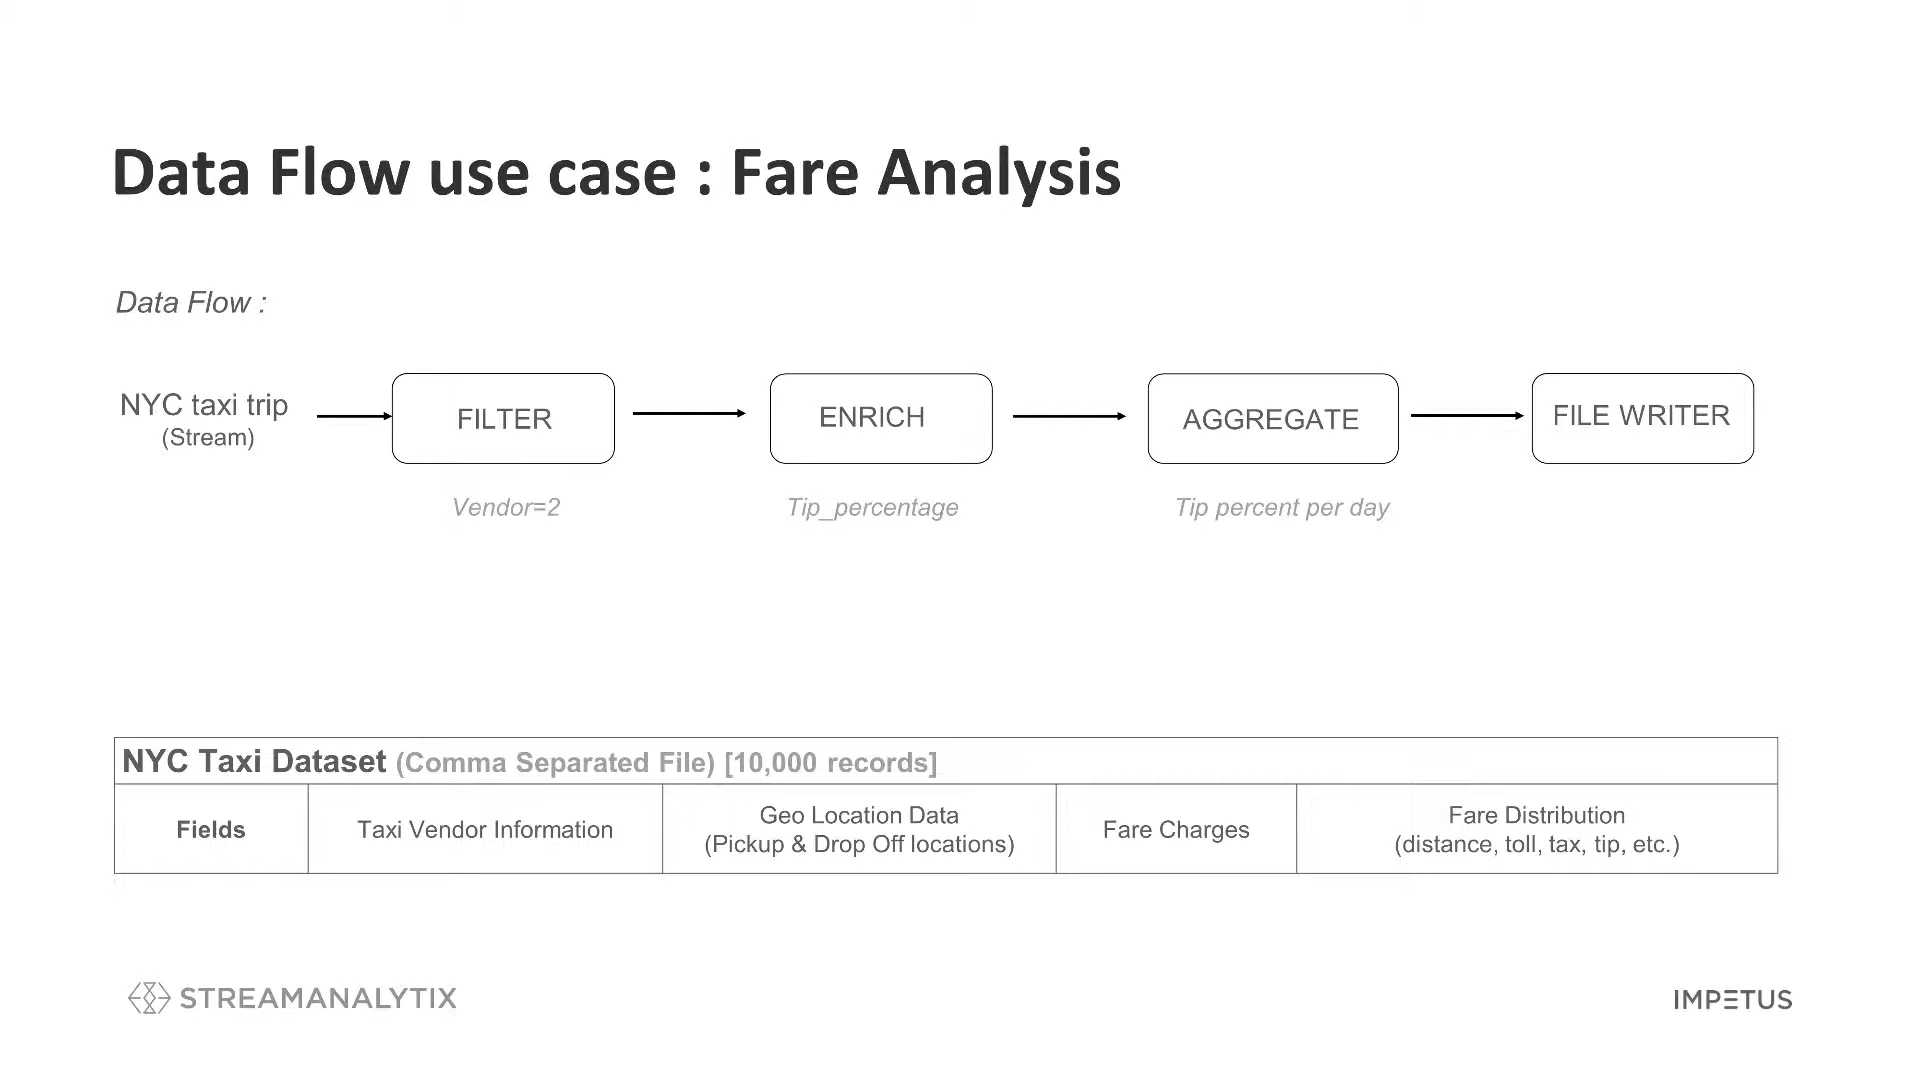 Data Flow use case : Fare Analysis
Data Flow :
NYC taxi trip
(Stream)
FILTER
ENRICH
AGGREGATE
FILE WRITER
Vendor=2
Tip_percentage
Tip percent per day
NYC Taxi Dataset (Comma Separated File) [10,000 records]
Fields
Taxi Vendor Information
Geo Location Data
(Pickup & Drop Off locations)
Fare Charges
Fare Distribution
(distance, toll, tax, tip, etc.)
STREAMANALYTIX
IMPETUS